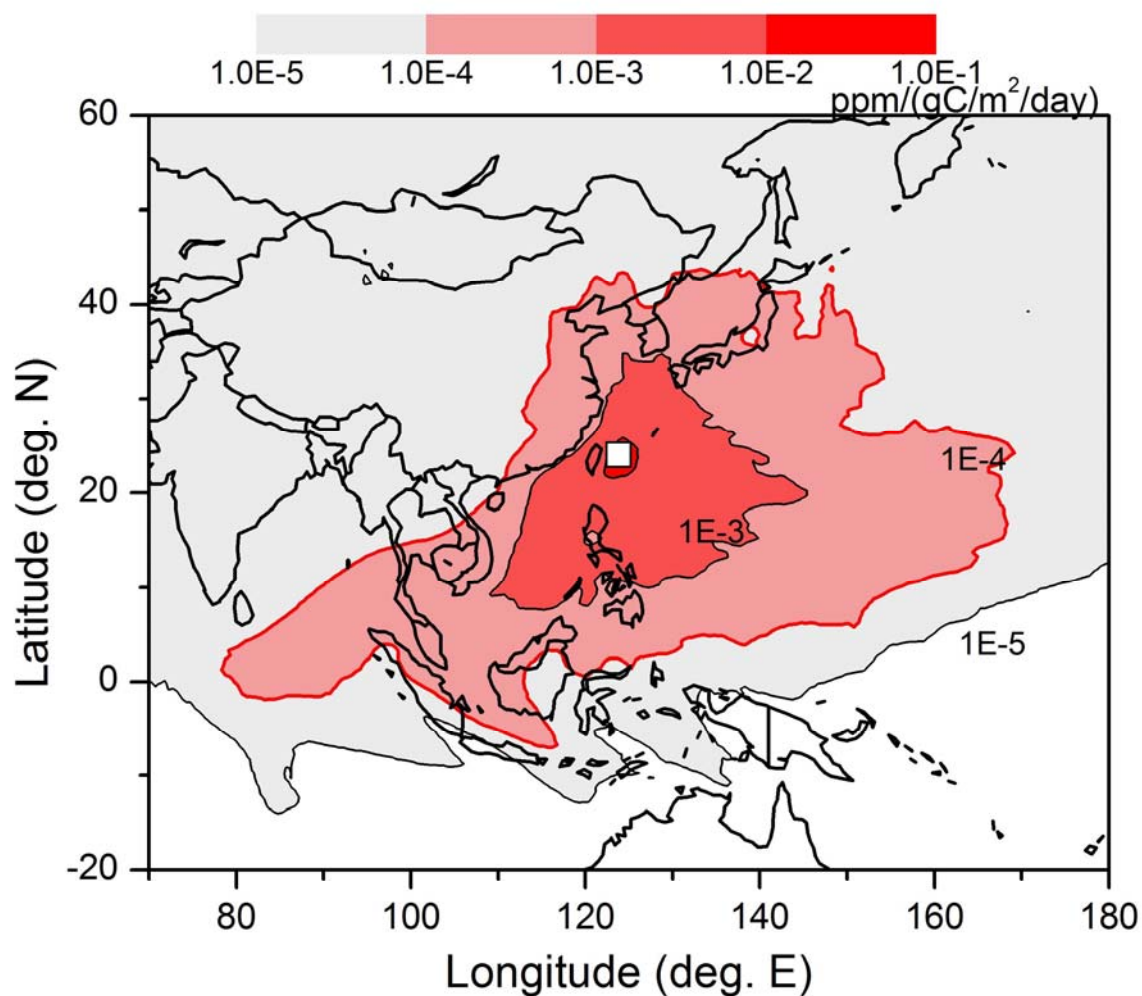 1.0E-5 1.0E-4 1.0E-3 1.0E-2 1.0E-1
ppm/(gC/m²/day)
60
40
1E-4
20
1E-3
1E-5
0
-20
80 100 120 140 160 180
Latitude (deg. N)
Longitude (deg. E)